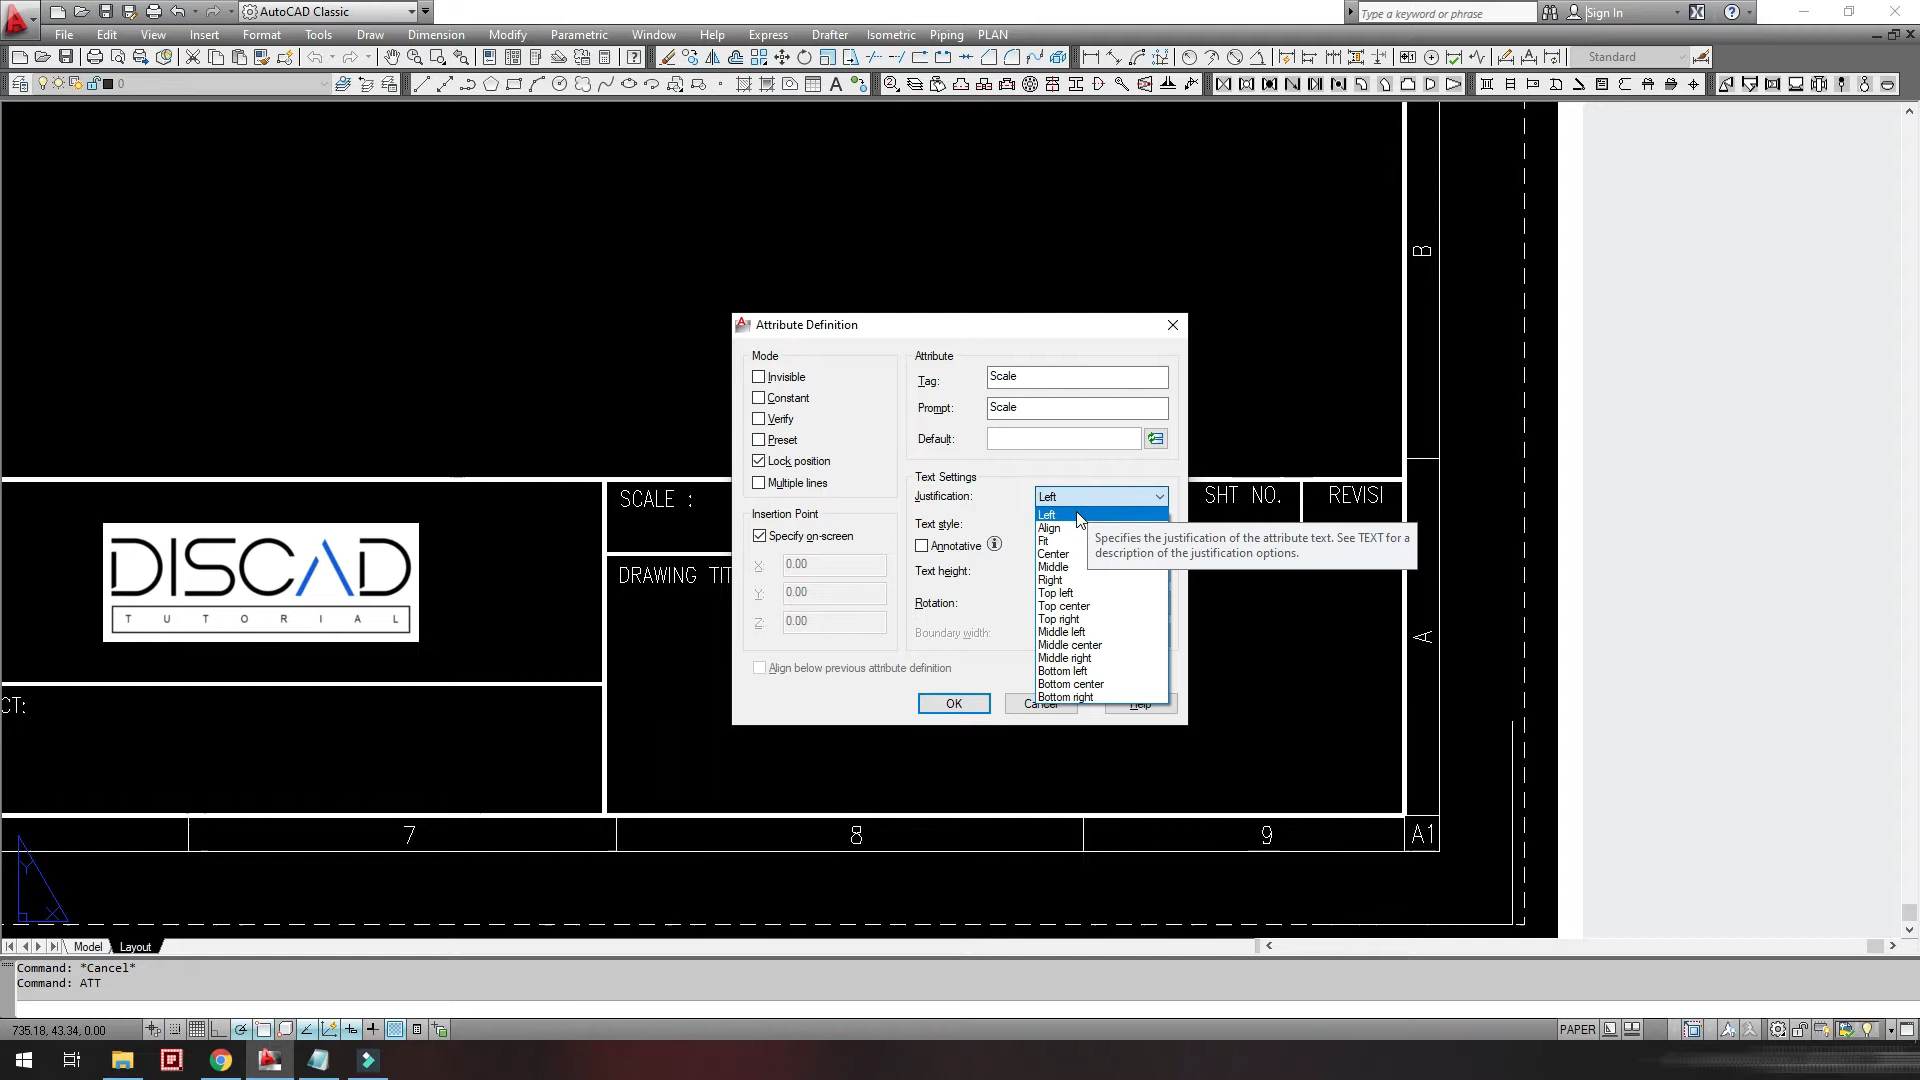 AutoCAD Classic
Type a keyword or phrase
Sign In
File Edit View Insert Format Tools Draw Dimension Modify Parametric Window Help Express Drafter Isometric Piping PLAN
Standard
0
B
Attribute Definition
Mode
Invisible
Constant
Verify
Preset
Lock position
Multiple lines
Insertion Point
Specify on-screen
X: 0.00
Y: 0.00
Z: 0.00
Align below previous attribute definition
Attribute
Tag: Scale
Prompt: Scale
Default:
Text Settings
Justification: Left
Text style:
Annotative
Text height:
Rotation:
Boundary width:
Left
Align
Fit
Center
Middle
Right
Top left
Top center
Top right
Middle left
Middle center
Middle right
Bottom left
Bottom center
Bottom right
Specifies the justification of the attribute text. See TEXT for a
description of the justification options.
OK Cancel Help
SCALE :
SHT NO.
REVISI
DRAWING TIT
DISCAD
TUTORIAL
CT:
A
7 8 9 A1
Y
X
Model Layout
Command: *Cancel*
Command: ATT
735.18, 43.34, 0.00
PAPER